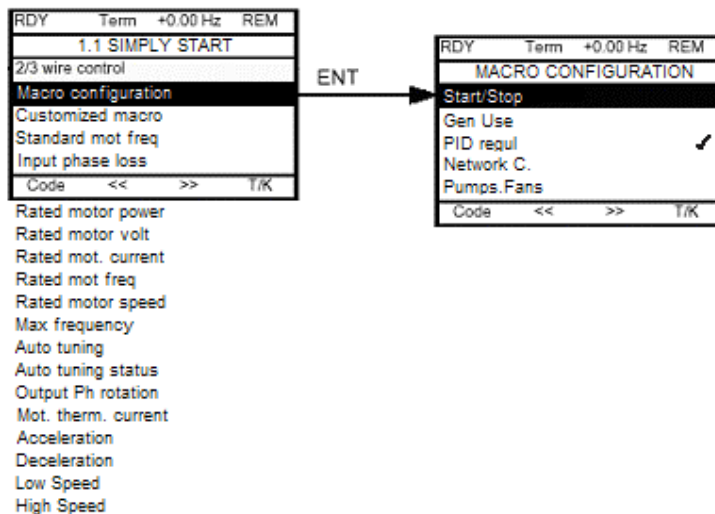 RDY Term +0.00 Hz REM
1.1 SIMPLY START
2/3 wire control
Macro configuration
Customized macro
Standard mot freq
Input phase loss
Code << >> T/K
Rated motor power
Rated motor volt
Rated mot. current
Rated mot freq
Rated motor speed
Max frequency
Auto tuning
Auto tuning status
Output Ph rotation
Mot. therm. current
Acceleration
Deceleration
Low Speed
High Speed
ENT
RDY Term +0.00 Hz REM
MACRO CONFIGURATION
Start/Stop
Gen Use
PID regul ✓
Network C.
Pumps.Fans
Code << >> T/K